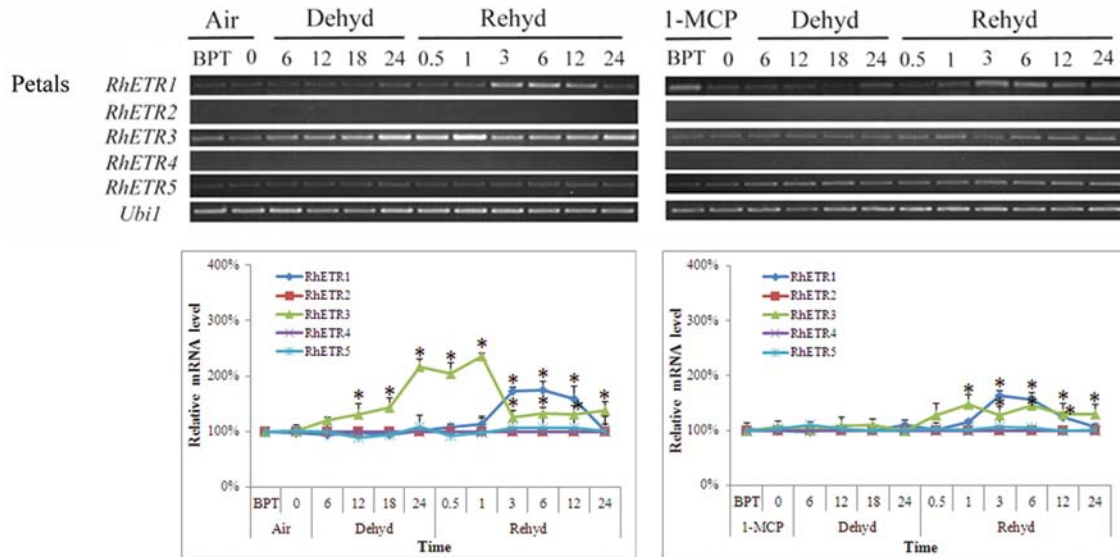 Air Dehyd Rehyd 1-MCP Dehyd Rehyd
BPT 0 6 12 18 24 0.5 1 3 6 12 24 BPT 0 6 12 18 24 0.5 1 3 6 12 24
Petals RhETR1
RhETR2
RhETR3
RhETR4
RhETR5
Ubi1
400%
300%
200%
100%
0%
Relative mRNA level
RhETR1
RhETR2
RhETR3
RhETR4
RhETR5
* * * * * * * * * * *
BPT 0 6 12 18 24 0.5 1 3 6 12 24
Air Dehyd Rehyd
Time
400%
300%
200%
100%
0%
Relative mRNA level
RhETR1
RhETR2
RhETR3
RhETR4
RhETR5
* * * * * * * *
BPT 0 6 12 18 24 0.5 1 3 6 12 24
1-MCP Dehyd Rehyd
Time